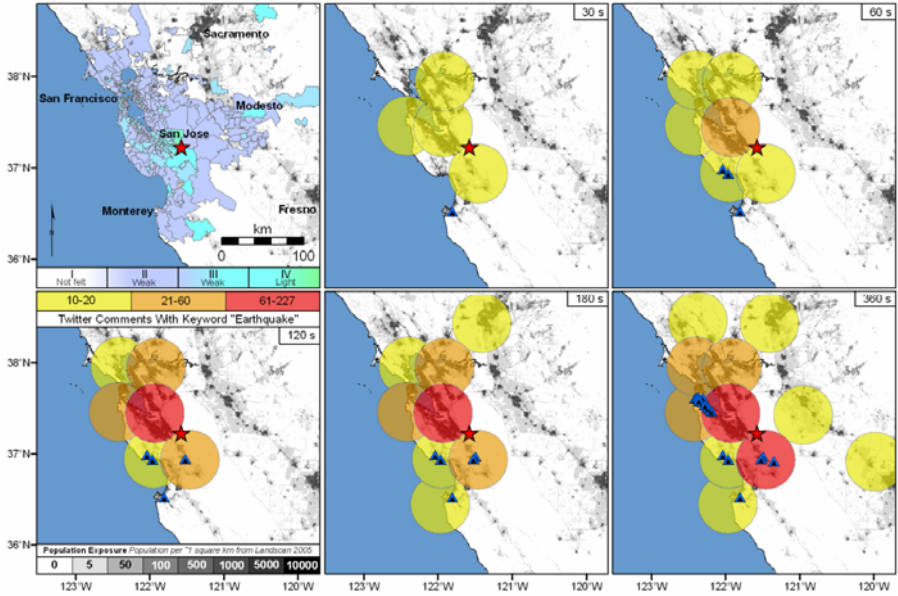 30 s
60 s
38°N
37°N
36°N
Sacramento
San Francisco
Modesto
San Jose
Monterey
Fresno
km
0 100
I II III IV
Not felt Weak Weak Light
10-20 21-60 61-227
Twitter Comments With Keyword "Earthquake"
120 s
180 s
360 s
38°N
37°N
36°N
Population Exposure Population per ~1 square km from Landscan 2005
0 5 50 100 500 1000 5000 10000
123°W 122°W 121°W 120°W
123°W 122°W 121°W 120°W
123°W 122°W 121°W 120°W